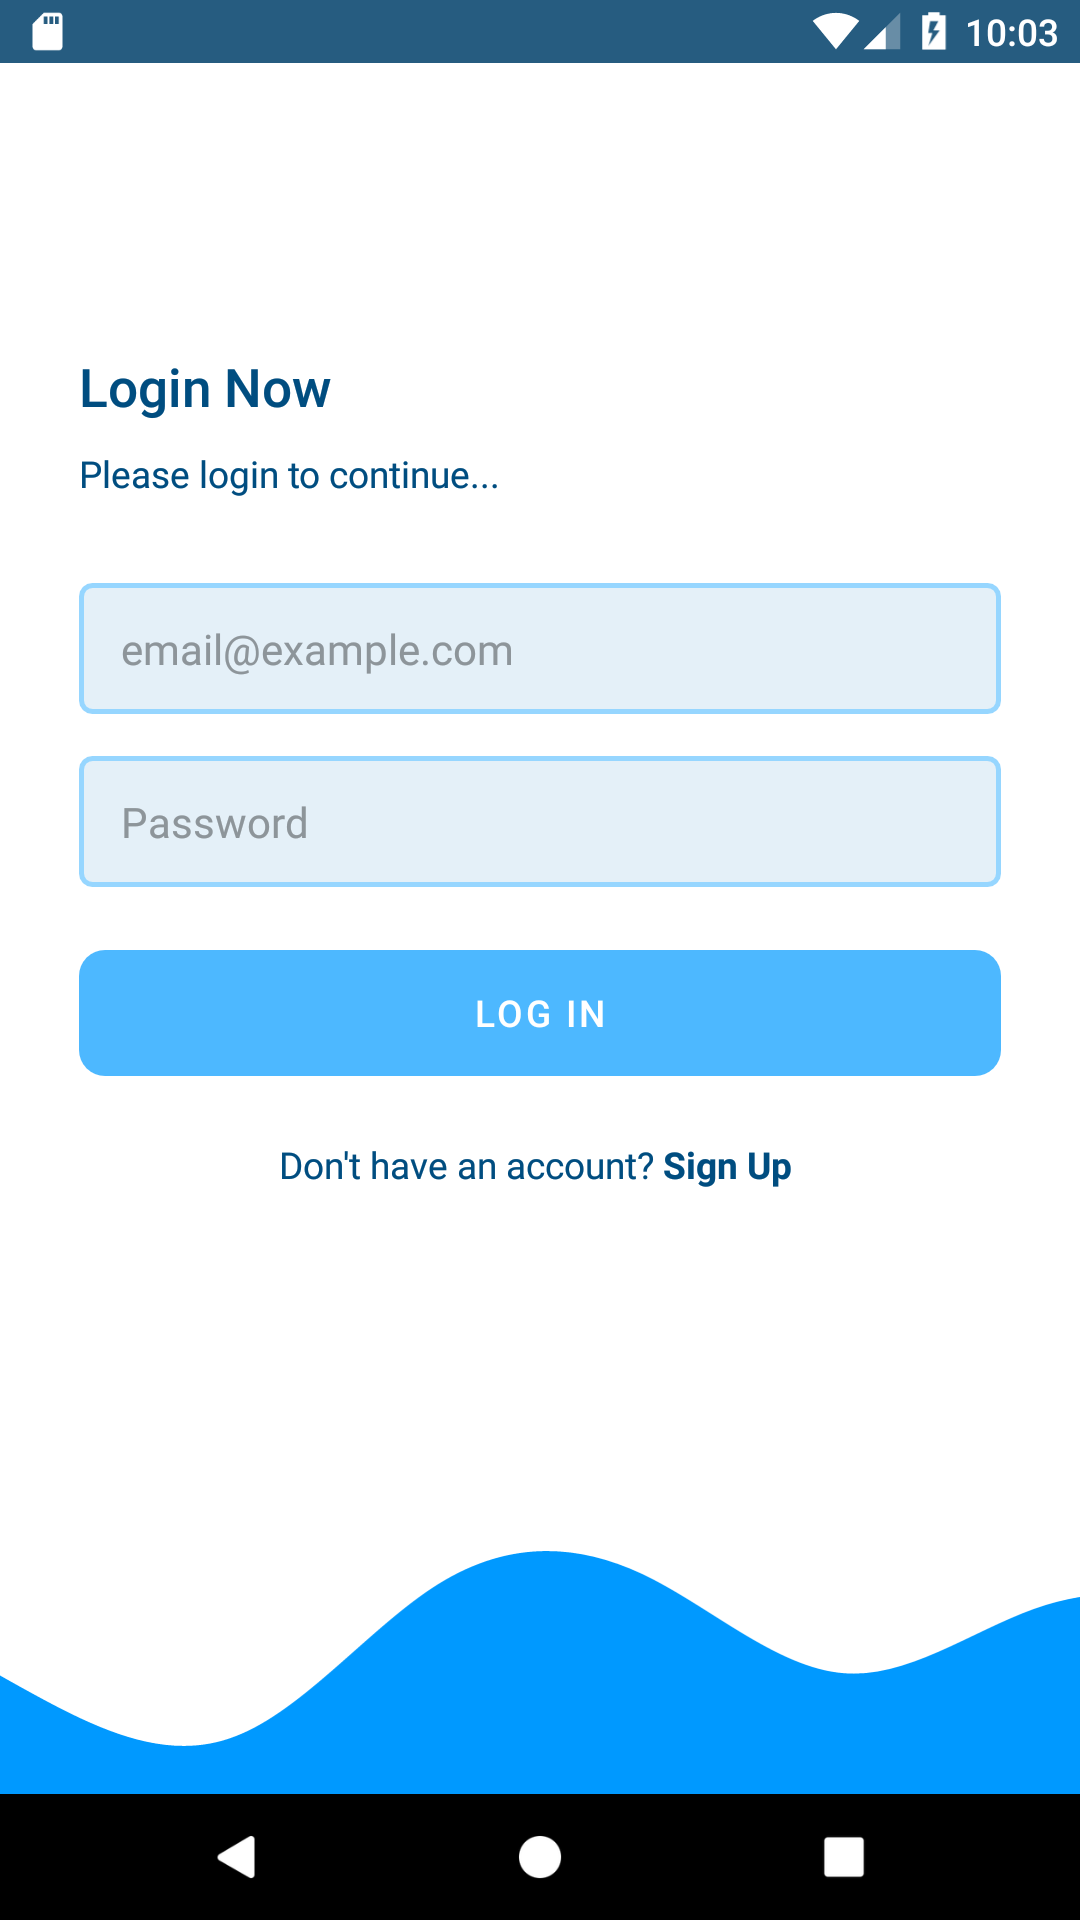 10:03
Login Now
Please login to continue...
email@example.com
Password
LOG IN
Don't have an account? Sign Up